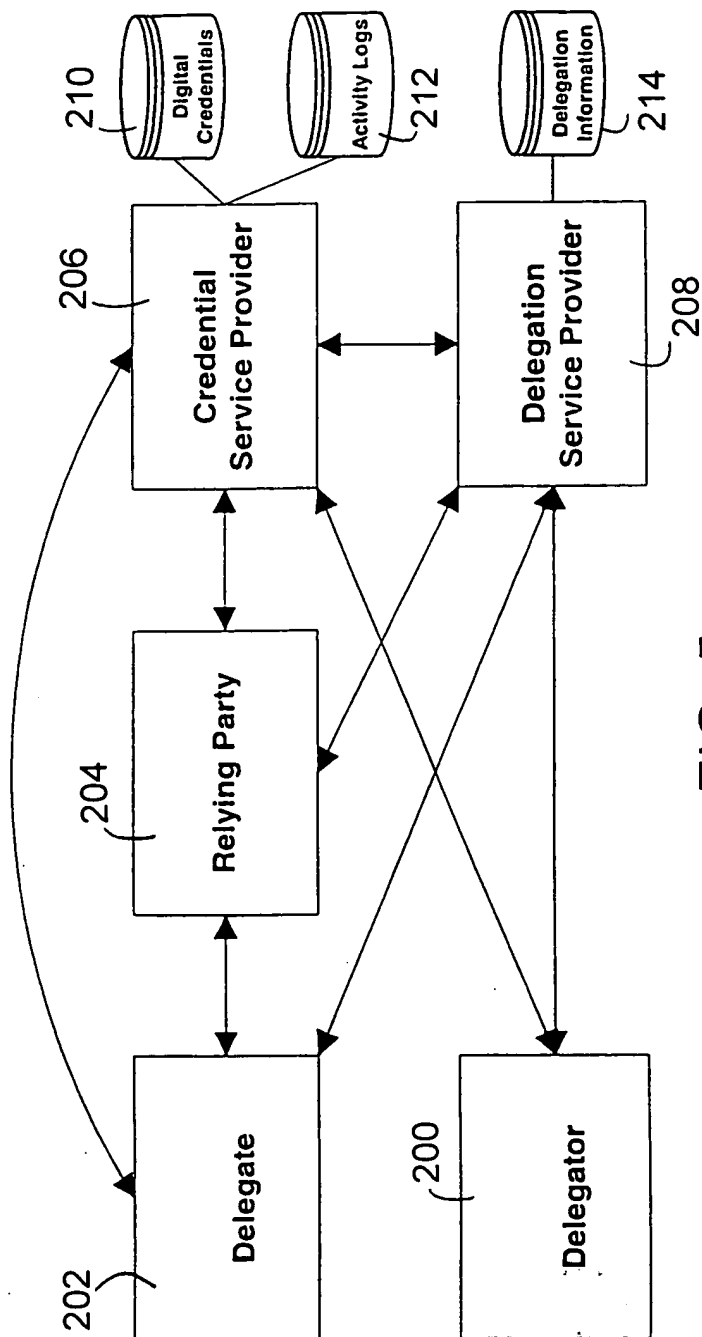 202
Delegate
204
Relying Party
206
Credential
Service Provider
210
Digital
Credentials
Activity Logs
212
200
Delegator
Delegation
Service Provider
208
Delegation
Information
214